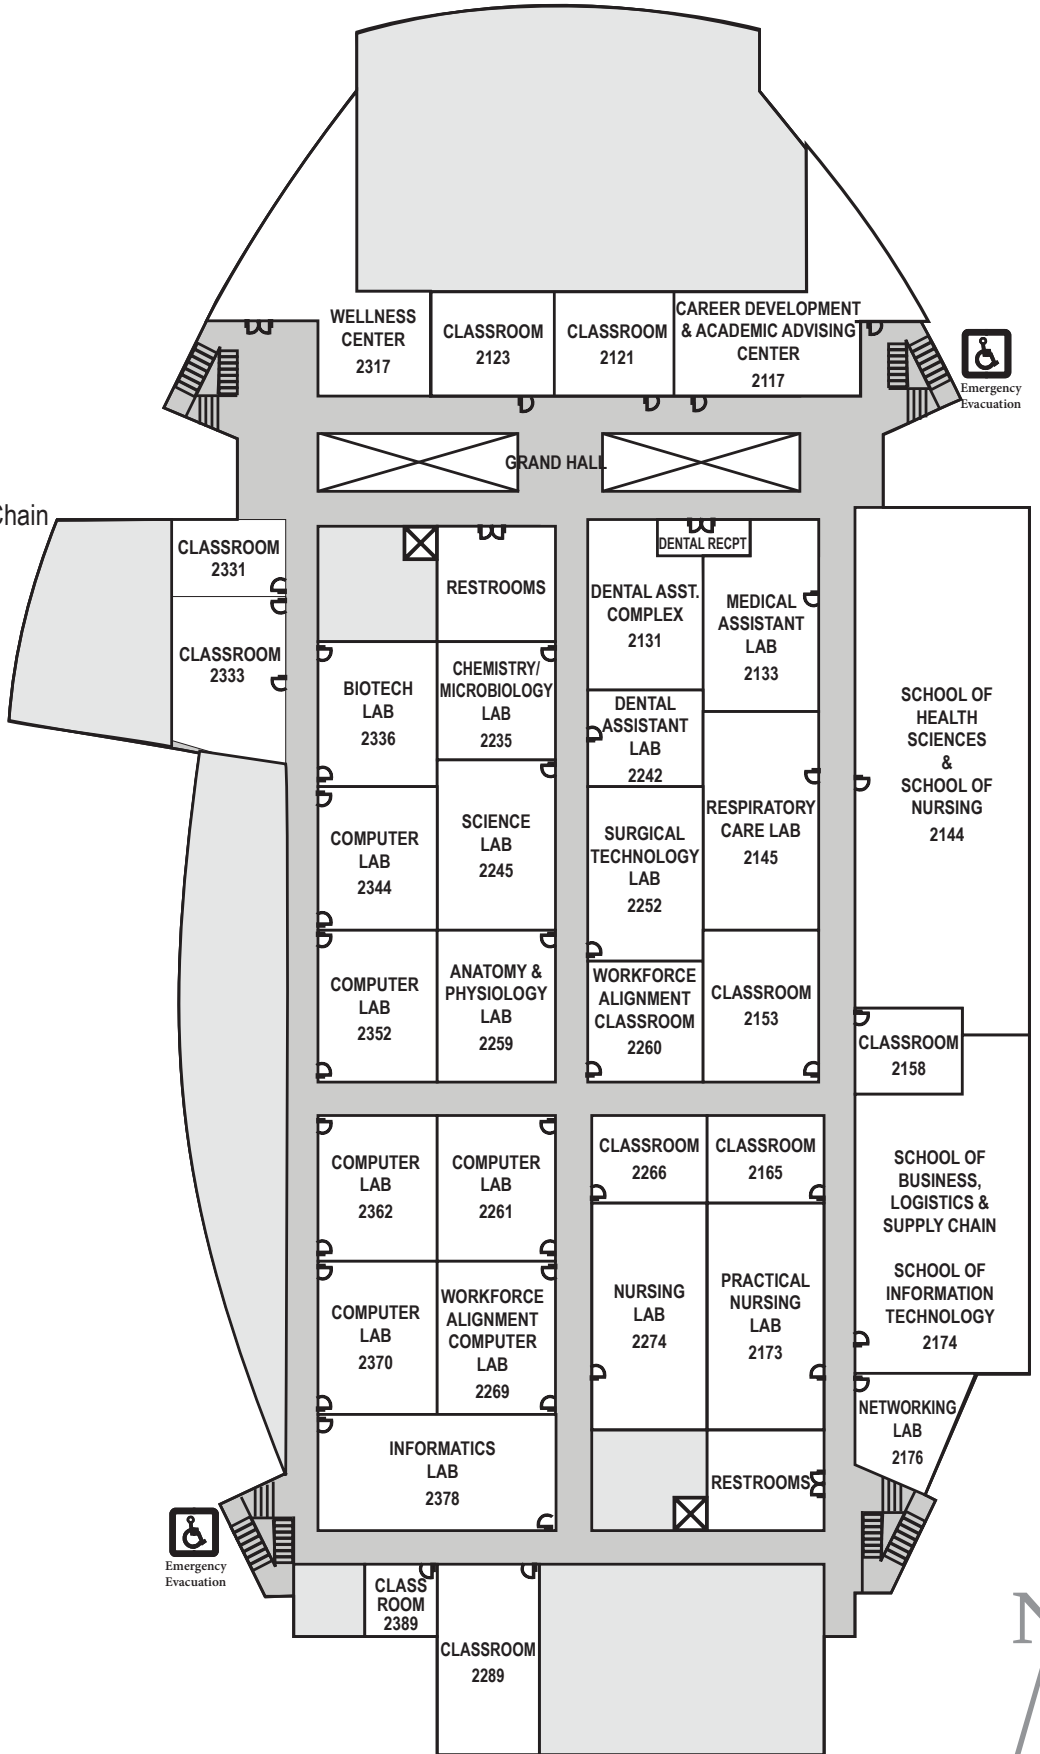 WELLNESS
CENTER
2317
CLASSROOM
2123
CLASSROOM
2121
CAREER DEVELOPMENT
& ACADEMIC ADVISING
CENTER
2117
Emergency
Evacuation
GRAND HALL
Chain
CLASSROOM
2331
CLASSROOM
2333
RESTROOMS
DENTAL RECPT
DENTAL ASST.
COMPLEX
2131
MEDICAL
ASSISTANT
LAB
2133
BIOTECH
LAB
2336
CHEMISTRY/
MICROBIOLOGY
LAB
2235
DENTAL
ASSISTANT
LAB
2242
SCHOOL OF
HEALTH
SCIENCES
&
SCHOOL OF
NURSING
2144
COMPUTER
LAB
2344
SCIENCE
LAB
2245
SURGICAL
TECHNOLOGY
LAB
2252
RESPIRATORY
CARE LAB
2145
COMPUTER
LAB
2352
ANATOMY &
PHYSIOLOGY
LAB
2259
WORKFORCE
ALIGNMENT
CLASSROOM
2260
CLASSROOM
2153
CLASSROOM
2158
COMPUTER
LAB
2362
COMPUTER
LAB
2261
CLASSROOM
2266
CLASSROOM
2165
SCHOOL OF
BUSINESS,
LOGISTICS &
SUPPLY CHAIN
SCHOOL OF
INFORMATION
TECHNOLOGY
2174
COMPUTER
LAB
2370
WORKFORCE
ALIGNMENT
COMPUTER
LAB
2269
NURSING
LAB
2274
PRACTICAL
NURSING
LAB
2173
NETWORKING
LAB
2176
INFORMATICS
LAB
2378
RESTROOMS
Emergency
Evacuation
CLASS
ROOM
2389
CLASSROOM
2289
N